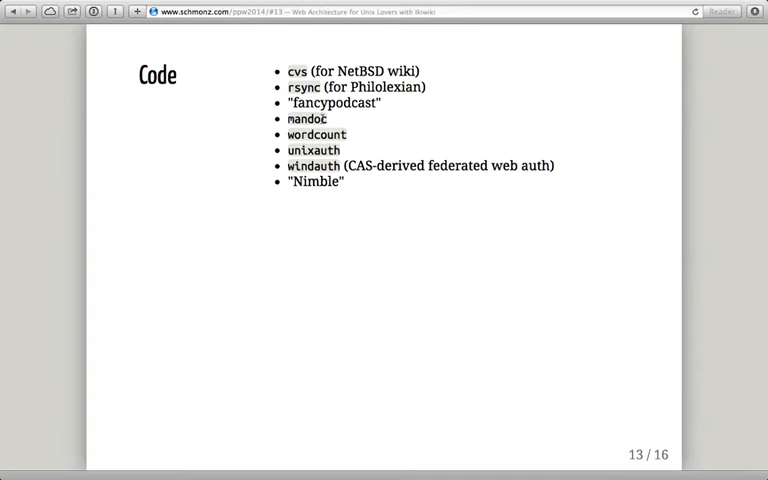 www.schmonz.com/ppw2014/#13 — Web Architecture for Unix Lovers with Ikiwiki
Reader
Code
cvs (for NetBSD wiki)
rsync (for Philolexian)
"fancypodcast"
mandoc
wordcount
unixauth
windauth (CAS-derived federated web auth)
"Nimble"
13 / 16